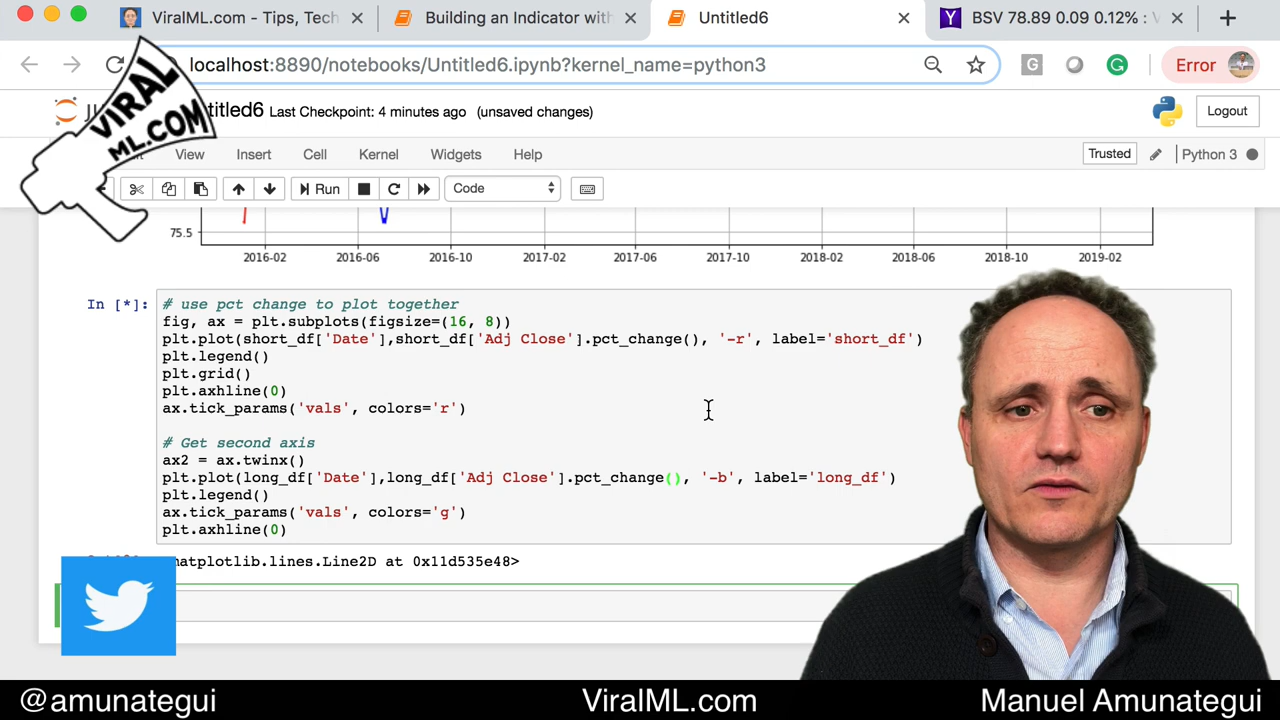 ViralML.com - Tips, Tech
Building an Indicator with
Untitled6
BSV 78.89 0.09 0.12% :
localhost:8890/notebooks/Untitled6.ipynb?kernel_name=python3
Error
VIRAL
ML.COM
Last Checkpoint: 4 minutes ago (unsaved changes)
Logout
View Insert Cell Kernel Widgets Help
Trusted
Python 3
Run
Code
75.5
2016-02 2016-06 2016-10 2017-02 2017-06 2017-10 2018-02 2018-06 2018-10 2019-02
In [*]:
# use pct change to plot together
fig, ax = plt.subplots(figsize=(16, 8))
plt.plot(short_df['Date'],short_df['Adj Close'].pct_change(), '-r', label='short_df')
plt.legend()
plt.grid()
plt.axhline(0)
ax.tick_params('vals', colors='r')
# Get second axis
ax2 = ax.twinx()
plt.plot(long_df['Date'],long_df['Adj Close'].pct_change(), '-b', label='long_df')
plt.legend()
ax.tick_params('vals', colors='g')
plt.axhline(0)
matplotlib.lines.Line2D at 0x11d535e48>
@amunategui
ViralML.com
Manuel Amunategui